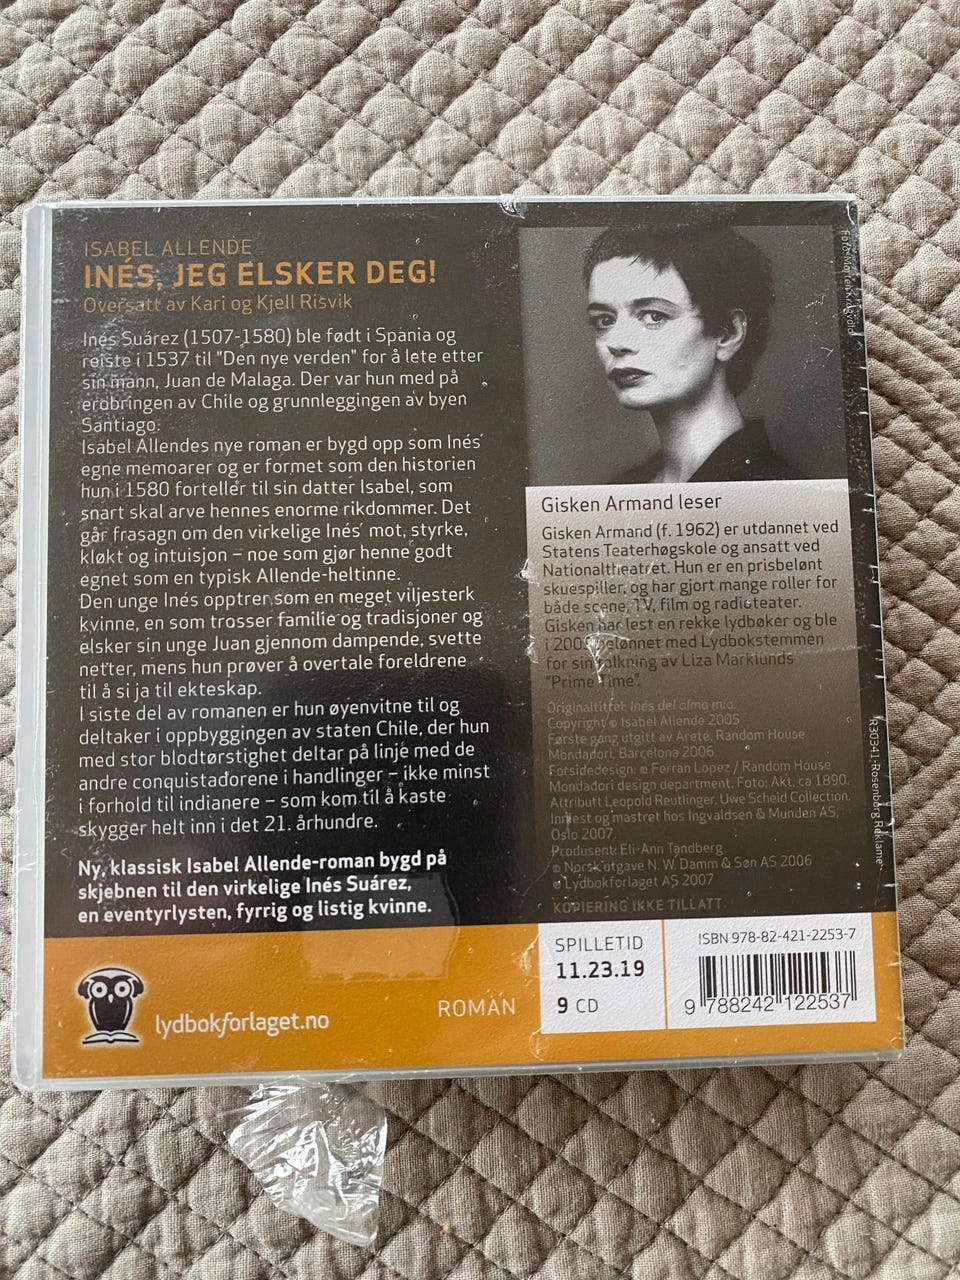 ISABEL ALLENDE
INÉS, JEG ELSKER DEG!
Oversatt av Kari og Kjell Risvik
Inés Suárez (1507-1580) ble født i Spania og
reiste i 1537 til "Den nye verden" for å lete etter
sin mann, Juan de Malaga. Der var hun med på
erobringen av Chile og grunnleggingen av byen
Santiago.
Isabel Allendes nye roman er bygd opp som Inés'
egne memoarer og er formet som den historien
hun i 1580 forteller til sin datter Isabel, som
snart skal arve hennes enorme rikdommer. Det
går frasagn om den virkelige Inés' mot, styrke,
kløkt og intuisjon – noe som gjør henne godt
egnet som en typisk Allende-heltinne.
Den unge Inés opptrer som en meget viljesterk
kvinne, en som trosser familie og tradisjoner og
elsker sin unge Juan gjennom dampende, svette
netter, mens hun prøver å overtale foreldrene
til å si ja til ekteskap.
I siste del av romanen er hun øyenvitne til og
deltaker i oppbyggingen av staten Chile, der hun
med stor blodtørstighet deltar på linje med de
andre conquistadorene i handlinger – ikke minst
i forhold til indianere – som kom til å kaste
skygger helt inn i det 21. århundre.
Ny, klassisk Isabel Allende-roman bygd på
skjebnen til den virkelige Inés Suárez,
en eventyrlysten, fyrrig og listig kvinne.
Gisken Armand leser
Gisken Armand (f. 1962) er utdannet ved
Statens Teaterhøgskole og ansatt ved
Nationaltheatret. Hun er en prisbelønt
skuespiller, og har gjort mange roller for
både scene, TV, film og radioteater.
Gisken har lest en rekke lydbøker og ble
i belønnet med Lydbokstemmen
for sin tolkning av Liza Marklunds
"Prime Time".
Originaltittel: Inés del alma mía.
Copyright © Isabel Allende 2005
Første gang utgitt av Areté, Random House
Mondadori, Barcelona 2006.
Forsidedesign: © Ferran Lopez / Random House
Mondadori design department. Foto: Akt, ca 1890.
Attributt Leopold Reutlinger, Uwe Scheid Collection.
Innlest og mastret hos Ingvaldsen & Munden AS,
Oslo 2007.
Produsent: Eli-Ann Tandberg
© Norsk utgave N. W. Damm & Søn AS 2006
℗ Lydbokforlaget AS 2007
KOPIERING IKKE TILLATT
Foto: Morten
R30341-Rosenborg Reklame
lydbokforlaget.no
ROMAN
SPILLETID
11.23.19
9 CD
ISBN 978-82-421-2253-7
9 788242 122537